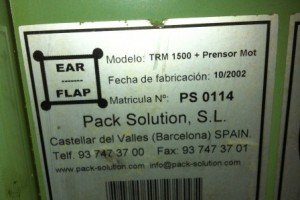 EAR
------
FLAP
Modelo: TRM 1500 + Prensor Mot
Fecha de fabricación: 10/2002
Matricula Nº: PS 0114
Pack Solution, S.L.
Castellar del Valles (Barcelona) SPAIN.
Telf 93 747 37 00 Fax: 93 747 37 01
www.pack-solution.com info@pack-solution.com